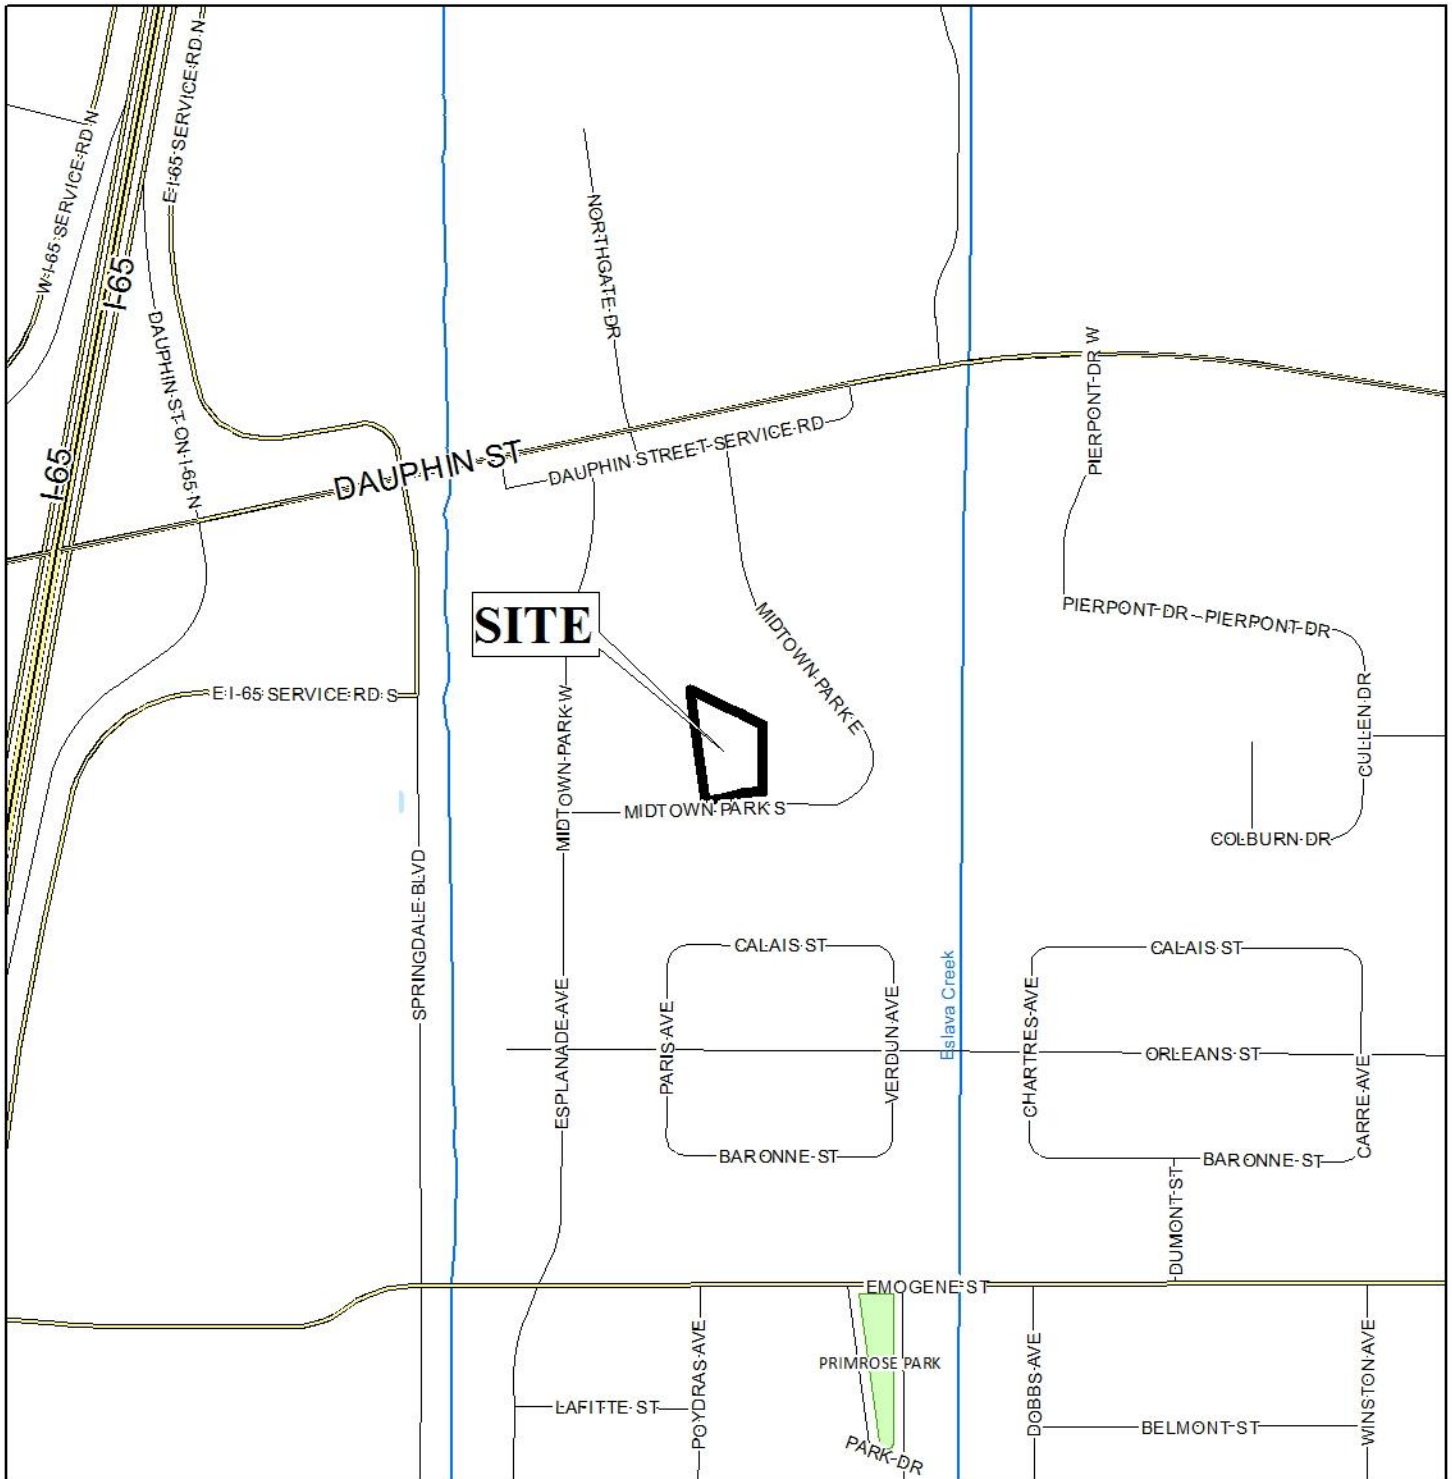 W I-65 SERVICE RD N
E I-65 SERVICE RD N
I-65
NORTHGATE DR
DAUPHIN ST ON I-65 N
PIERPONT DR W
I-65
DAUPHIN ST
DAUPHIN STREET SERVICE RD
SITE
MIDTOWN PARK E
PIERPONT DR
PIERPONT DR
E I-65 SERVICE RD S
MIDTOWN PARK W
CULLEN DR
MIDTOWN PARK S
COLBURN DR
SPRINGDALE BLVD
CALAIS ST
CALAIS ST
Eslava Creek
ESPLANADE AVE
PARIS AVE
VERDUN AVE
CHARTRES AVE
ORLEANS ST
CARRE AVE
BARONNE ST
BARONNE ST
DUMONT ST
EMOGENE ST
POYDRAS AVE
PRIMROSE PARK
DOBBS AVE
WINSTON AVE
LAFITTE ST
BELMONT ST
PARK DR